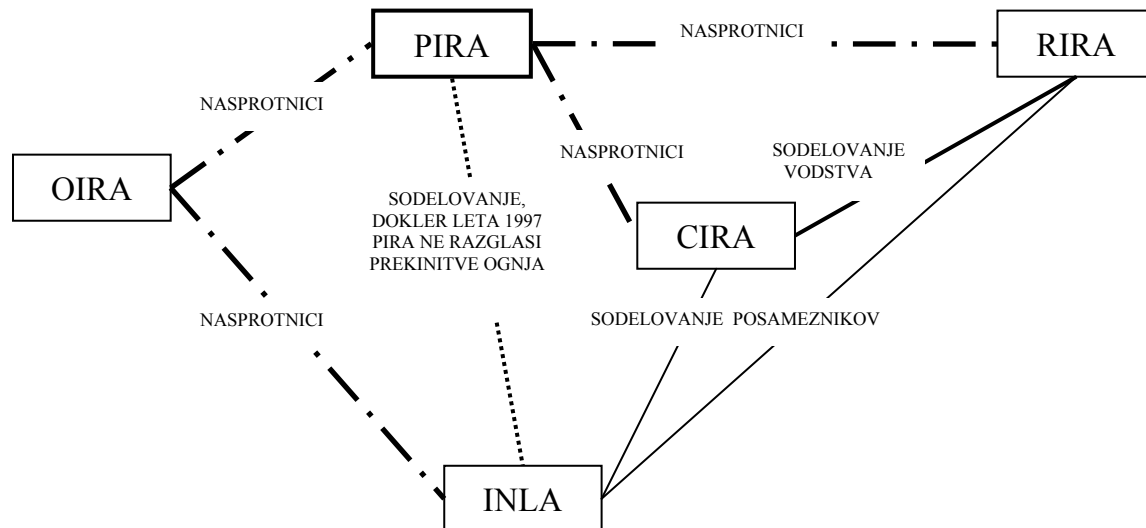 PIRA
NASPROTNICI
RIRA
NASPROTNICI
NASPROTNICI
SODELOVANJE
VODSTVA
OIRA
SODELOVANJE,
DOKLER LETA 1997
PIRA NE RAZGLASI
PREKINITVE OGNJA
CIRA
NASPROTNICI
SODELOVANJE POSAMEZNIKOV
INLA